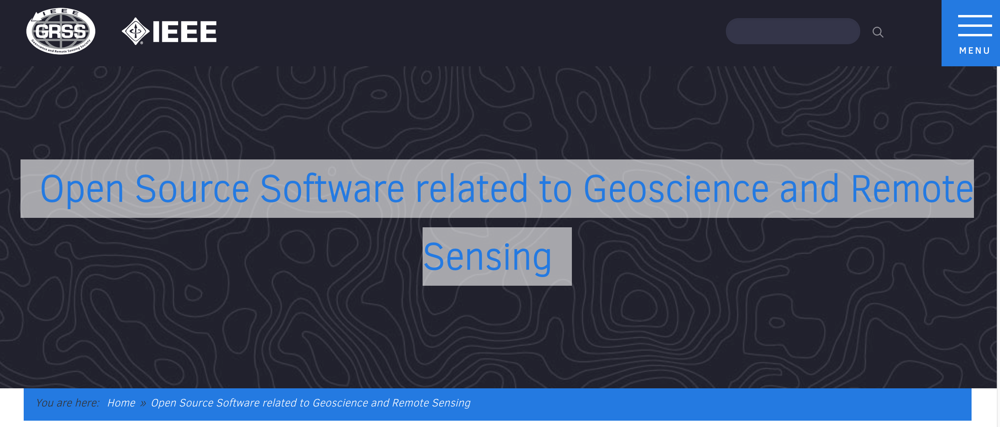 IEEE
GRSS
Geoscience and Remote Sensing Society
IEEE
®
MENU
Open Source Software related to Geoscience and Remote
Sensing
You are here: Home » Open Source Software related to Geoscience and Remote Sensing